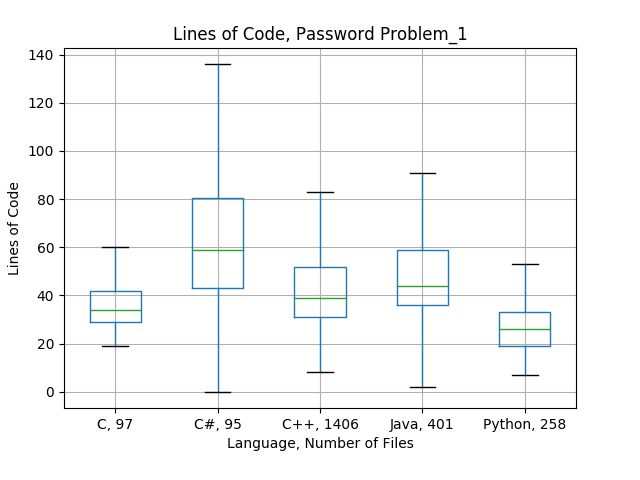 Lines of Code, Password Problem_1
Lines of Code
140
120
100
80
60
40
20
0
C, 97
C#, 95
C++, 1406
Java, 401
Python, 258
Language, Number of Files